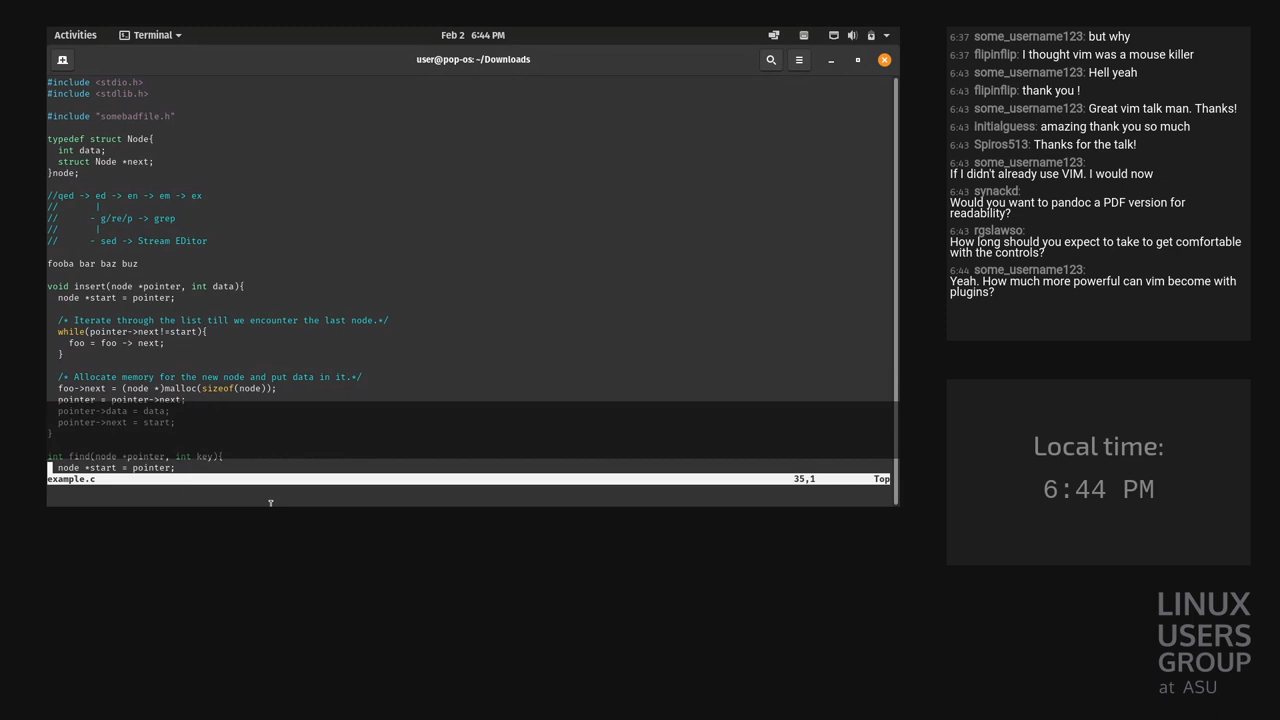 Activities
Terminal
Feb 2 6:44 PM
user@pop-os: ~/Downloads
#include <stdio.h>
#include <stdlib.h>
#include "somebadfile.h"
typedef struct Node{
  int data;
  struct Node *next;
}node;
//qed -> ed -> en -> em -> ex
//       |
//      - g/re/p -> grep
//       |
//      - sed -> Stream EDitor
fooba bar baz buz
void insert(node *pointer, int data){
  node *start = pointer;
  /* Iterate through the list till we encounter the last node.*/
  while(pointer->next!=start){
    foo = foo -> next;
  }
  /* Allocate memory for the new node and put data in it.*/
  foo->next = (node *)malloc(sizeof(node));
  pointer = pointer->next;
  pointer->data = data;
  pointer->next = start;
}
int find(node *pointer, int key){
  node *start = pointer;
example.c 35,1 Top
6:37 some_username123: but why
6:37 flipinflip: I thought vim was a mouse killer
6:43 some_username123: Hell yeah
6:43 flipinflip: thank you !
6:43 some_username123: Great vim talk man. Thanks!
6:43 initialguess: amazing thank you so much
6:43 Spiros513: Thanks for the talk!
6:43 some_username123:
If I didn't already use VIM. I would now
6:43 synackd:
Would you want to pandoc a PDF version for
readability?
6:43 rgslawso:
How long should you expect to take to get comfortable
with the controls?
6:44 some_username123:
Yeah. How much more powerful can vim become with
plugins?
Local time:
6:44 PM
LINUX
USERS
GROUP
at ASU